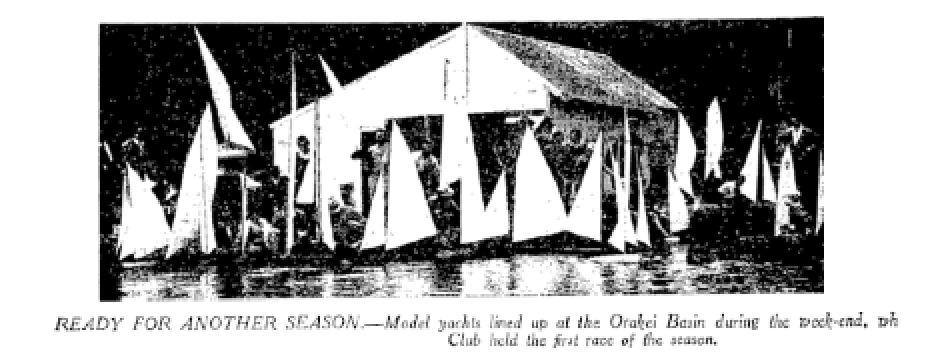 READY FOR ANOTHER SEASON.—Model yachts lined up at the Orakei Basin during the week-end, wh
Club held the first race of the season.